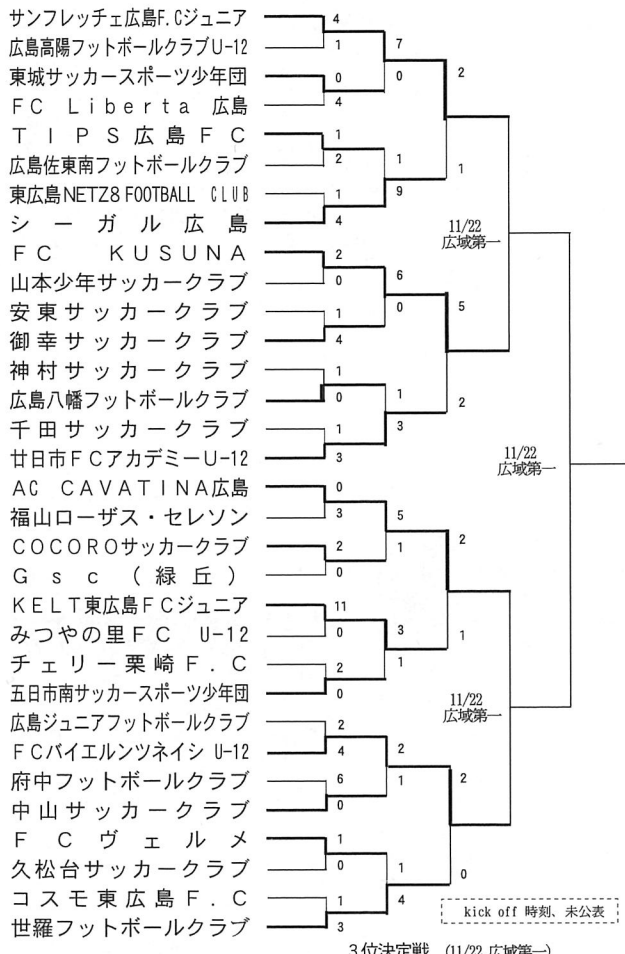 サンフレッチェ広島F.Cジュニア
4
広島高陽フットボールクラブU-12
1
7
東城サッカースポーツ少年団
0
0
2
FC Liberta 広島
4
TIPS広島FC
1
広島佐東南フットボールクラブ
2
1
1
東広島NETZ8 FOOTBALL CLUB
1
9
シーガル広島
4
11/22
広域第一
FC KUSUNA
2
山本少年サッカークラブ
0
6
安東サッカークラブ
1
0
5
御幸サッカークラブ
4
神村サッカークラブ
1
広島八幡フットボールクラブ
0
1
2
千田サッカークラブ
1
3
廿日市FCアカデミーU-12
3
11/22
広域第一
AC CAVATINA広島
0
福山ローザス・セレソン
3
5
COCOROサッカークラブ
2
1
2
Gsc(緑丘)
0
KELT東広島FCジュニア
11
みつやの里FC U-12
0
3
1
チェリー栗崎F.C
2
1
五日市南サッカースポーツ少年団
0
11/22
広域第一
広島ジュニアフットボールクラブ
2
FCバイエルンツネイシ U-12
4
2
府中フットボールクラブ
6
1
2
中山サッカークラブ
0
FCヴェルメ
1
久松台サッカークラブ
0
1
0
コスモ東広島F.C
1
4
世羅フットボールクラブ
3
kick off 時刻、未公表
3位決定戦 (11/22 広域第一)